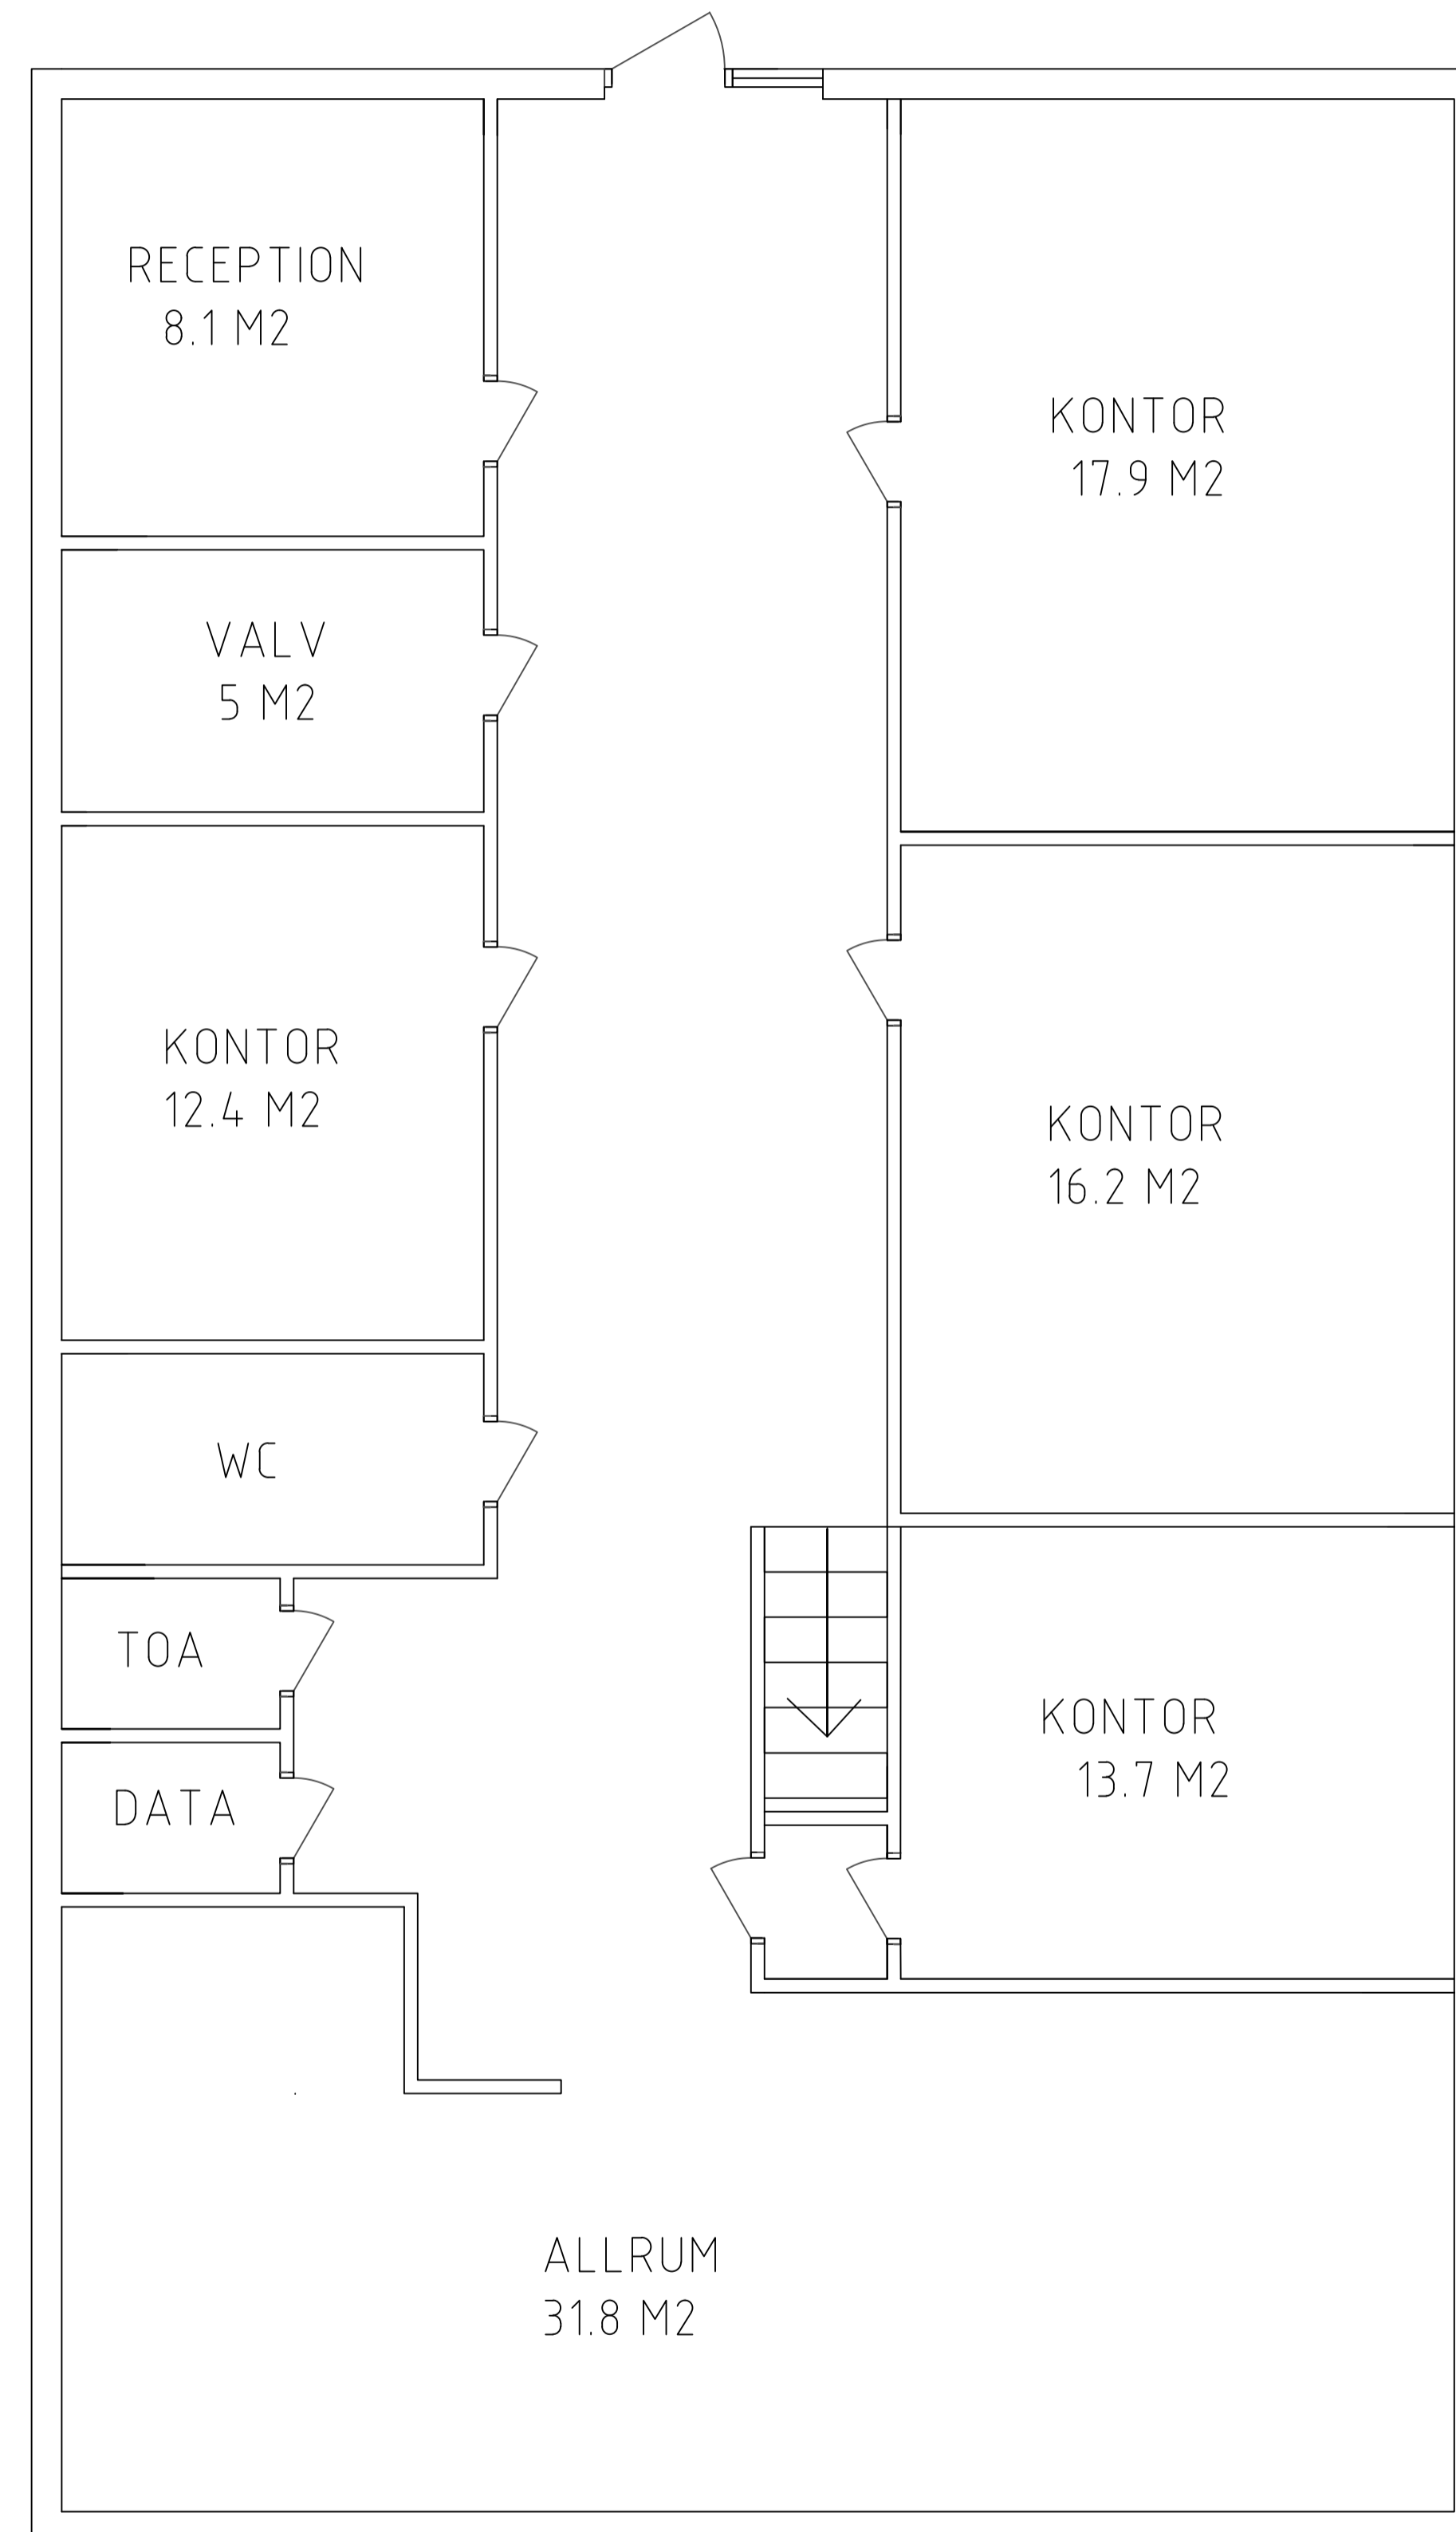 RECEPTION
8.1 M2
KONTOR
17.9 M2
VALV
5 M2
KONTOR
12.4 M2
KONTOR
16.2 M2
WC
TOA
KONTOR
13.7 M2
DATA
ALLRUM
31.8 M2